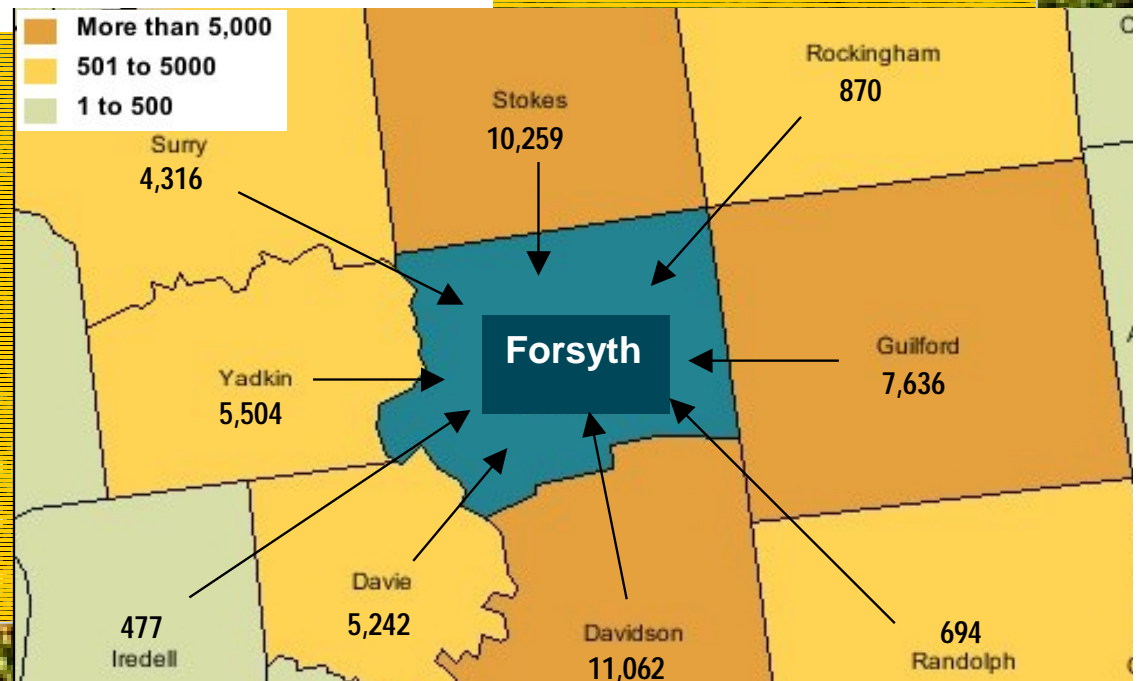 More than 5,000
501 to 5000
1 to 500
Rockingham
870
Stokes
10,259
Surry
4,316
Forsyth
Guilford
7,636
Yadkin
5,504
Davie
5,242
477
Iredell
Davidson
11,062
694
Randolph